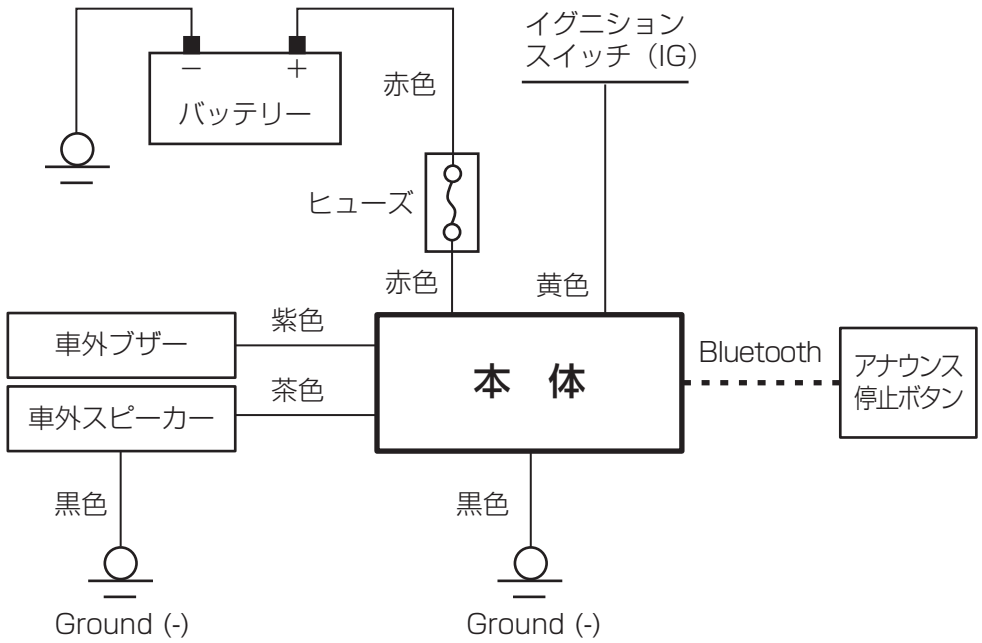 イグニション
スイッチ（IG）
− +
バッテリー
赤色
ヒューズ
赤色
黄色
車外ブザー
紫色
本 体
Bluetooth
アナウンス
停止ボタン
車外スピーカー
茶色
黒色
黒色
Ground (-)
Ground (-)